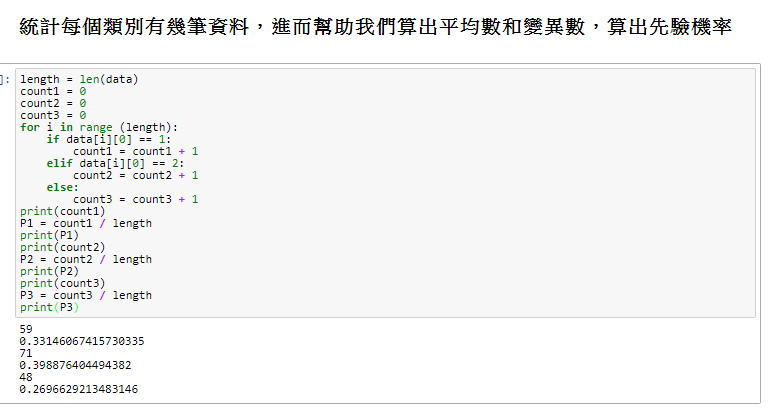 統計每個類別有幾筆資料，進而幫助我們算出平均數和變異數，算出先驗機率
]: length = len(data)
count1 = 0
count2 = 0
count3 = 0
for i in range (length):
    if data[i][0] == 1:
        count1 = count1 + 1
    elif data[i][0] == 2:
        count2 = count2 + 1
    else:
        count3 = count3 + 1
print(count1)
P1 = count1 / length
print(P1)
print(count2)
P2 = count2 / length
print(P2)
print(count3)
P3 = count3 / length
print(P3)
59
0.33146067415730335
71
0.398876404494382
48
0.2696629213483146